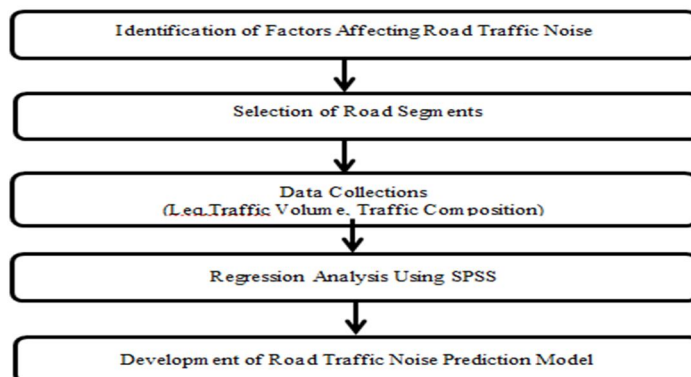 Identification of Factors Affecting Road Traffic Noise
Selection of Road Segments
Data Collections
(Leq.Traffic Volume, Traffic Composition)
Regression Analysis Using SPSS
Development of Road Traffic Noise Prediction Model